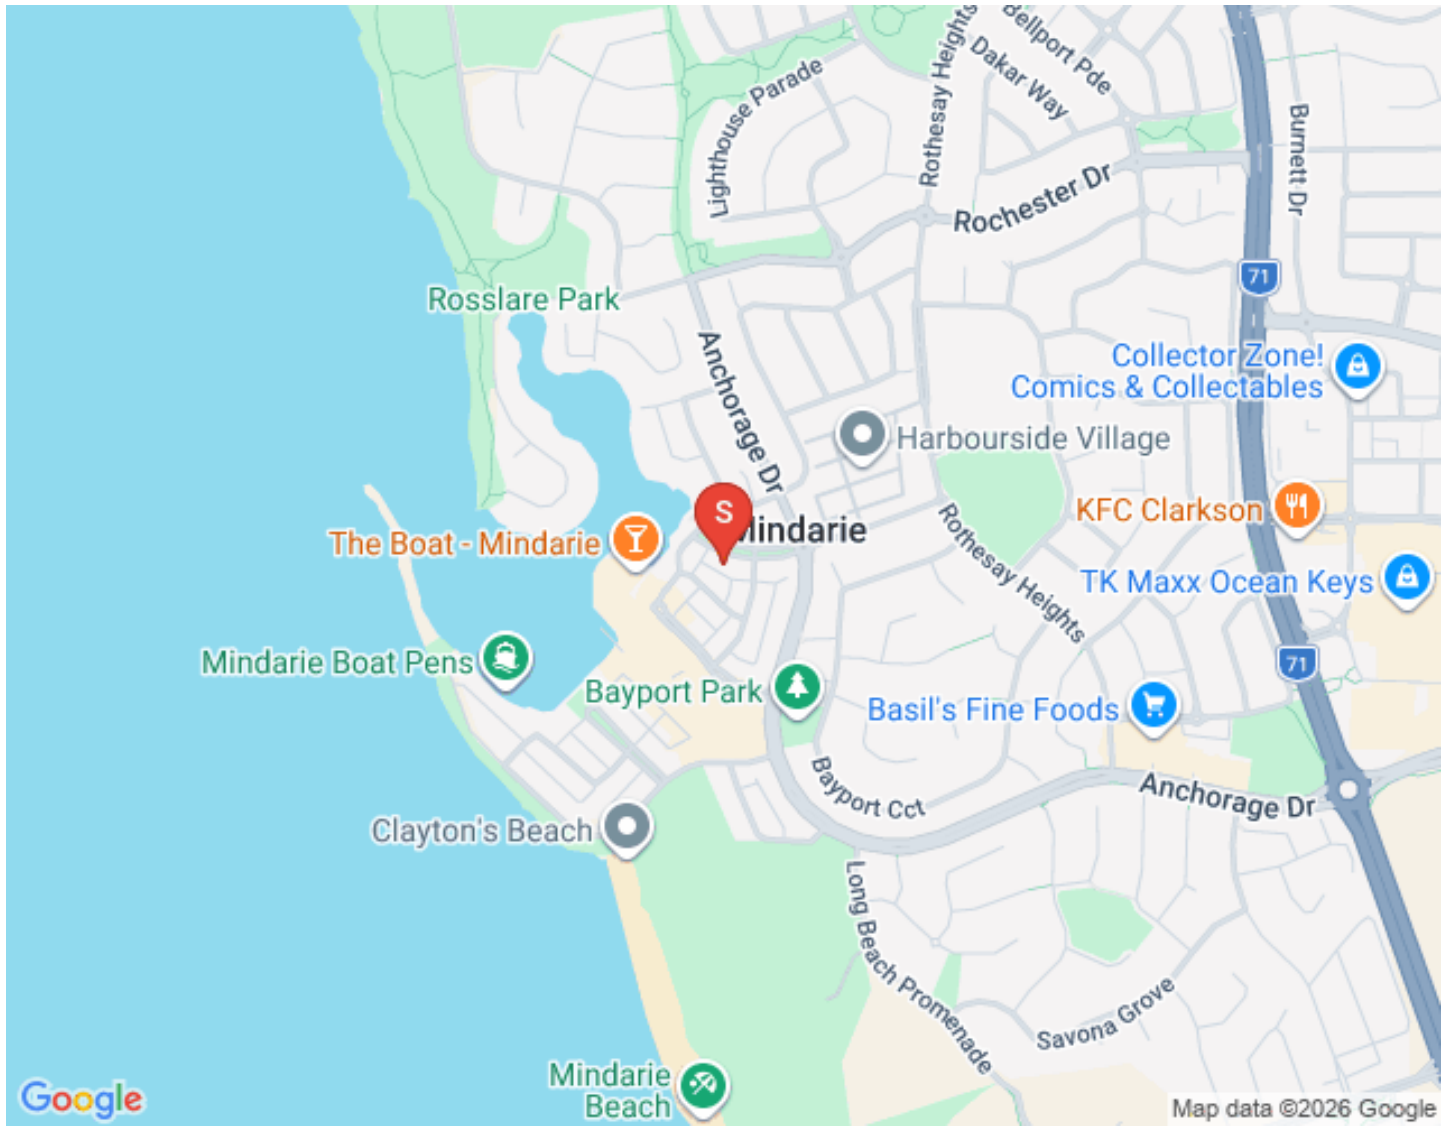 Bellport Pde
Dakar Way
Rothesay Heights
Lighthouse Parade
Burnett Dr
Rochester Dr
71
Rosslare Park
Anchorage Dr
Collector Zone!
Comics & Collectables
Harbourside Village
S
Mindarie
KFC Clarkson
The Boat - Mindarie
Rothesay Heights
TK Maxx Ocean Keys
Mindarie Boat Pens
71
Bayport Park
Basil's Fine Foods
Bayport Cct
Anchorage Dr
Clayton's Beach
Long Beach Promenade
Savona Grove
Mindarie
Beach
Google
Map data ©2026 Google